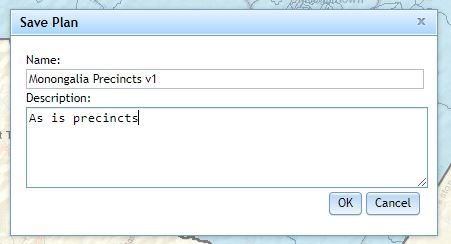 Save Plan
x
Name:
Monongalia Precincts v1
Description:
As is precincts
OK
Cancel